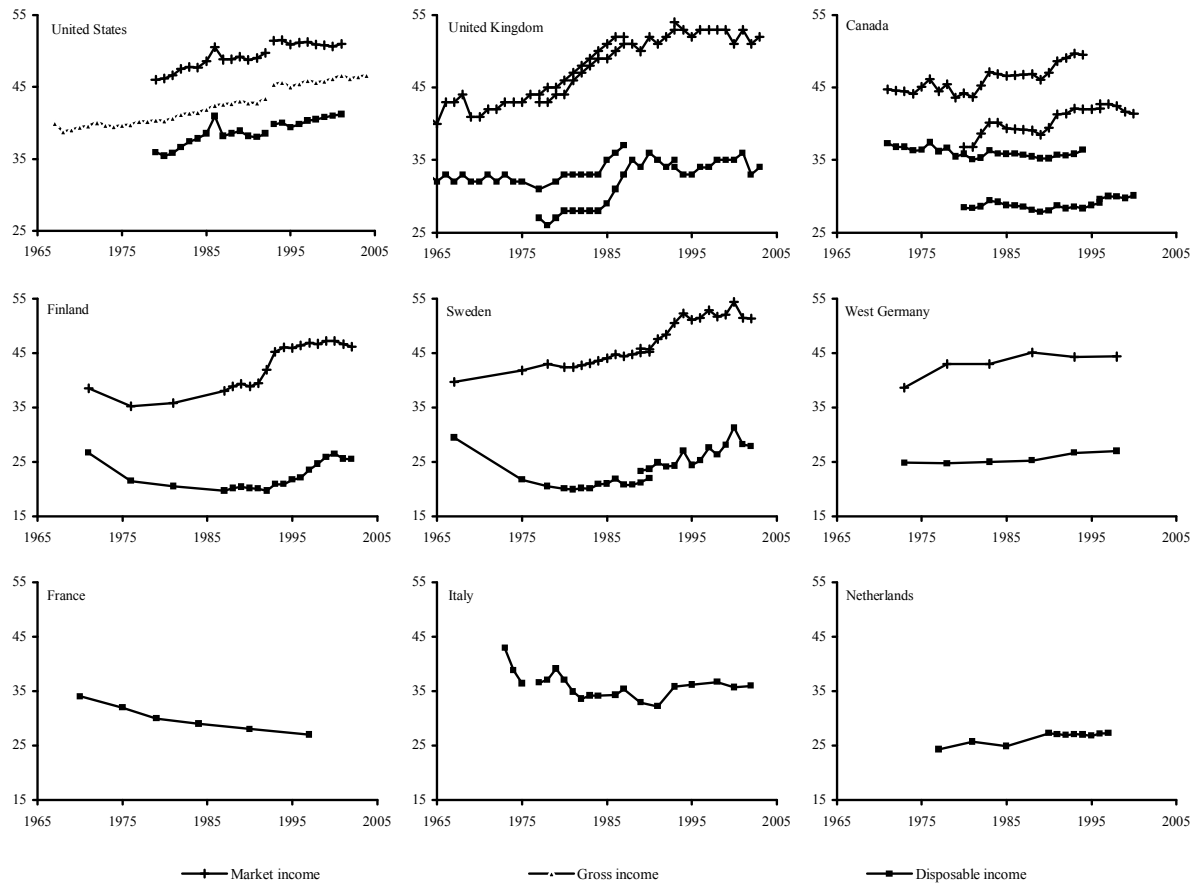 55
45
35
25
United States
1965 1975 1985 1995 2005
55
45
35
25
United Kingdom
1965 1975 1985 1995 2005
55
45
35
25
Canada
1965 1975 1985 1995 2005
55
45
35
25
15
Finland
1965 1975 1985 1995 2005
55
45
35
25
15
Sweden
1965 1975 1985 1995 2005
55
45
35
25
15
West Germany
1965 1975 1985 1995 2005
55
45
35
25
15
France
1965 1975 1985 1995 2005
55
45
35
25
15
Italy
1965 1975 1985 1995 2005
55
45
35
25
15
Netherlands
1965 1975 1985 1995 2005
Market income Gross income Disposable income